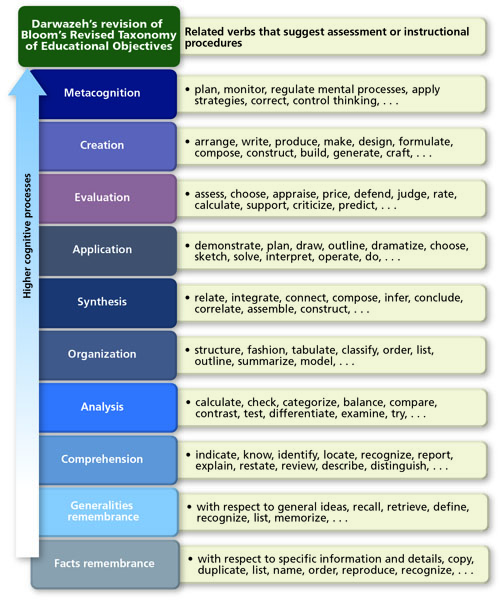 Darwazeh's revision of
Bloom's Revised Taxonomy
of Educational Objectives
Related verbs that suggest assessment or instructional
procedures
Higher cognitive processes
Metacognition
• plan, monitor, regulate mental processes, apply
strategies, correct, control thinking, . . .
Creation
• arrange, write, produce, make, design, formulate,
compose, construct, build, generate, craft, . . .
Evaluation
• assess, choose, appraise, price, defend, judge, rate,
calculate, support, criticize, predict, . . .
Application
• demonstrate, plan, draw, outline, dramatize, choose,
sketch, solve, interpret, operate, do, . . .
Synthesis
• relate, integrate, connect, compose, infer, conclude,
correlate, assemble, construct, . . .
Organization
• structure, fashion, tabulate, classify, order, list,
outline, summarize, model, . . .
Analysis
• calculate, check, categorize, balance, compare,
contrast, test, differentiate, examine, try, . . .
Comprehension
• indicate, know, identify, locate, recognize, report,
explain, restate, review, describe, distinguish, . . .
Generalities
remembrance
• with respect to general ideas, recall, retrieve, define,
recognize, list, memorize, . . .
Facts remembrance
• with respect to specific information and details, copy,
duplicate, list, name, order, reproduce, recognize, . . .